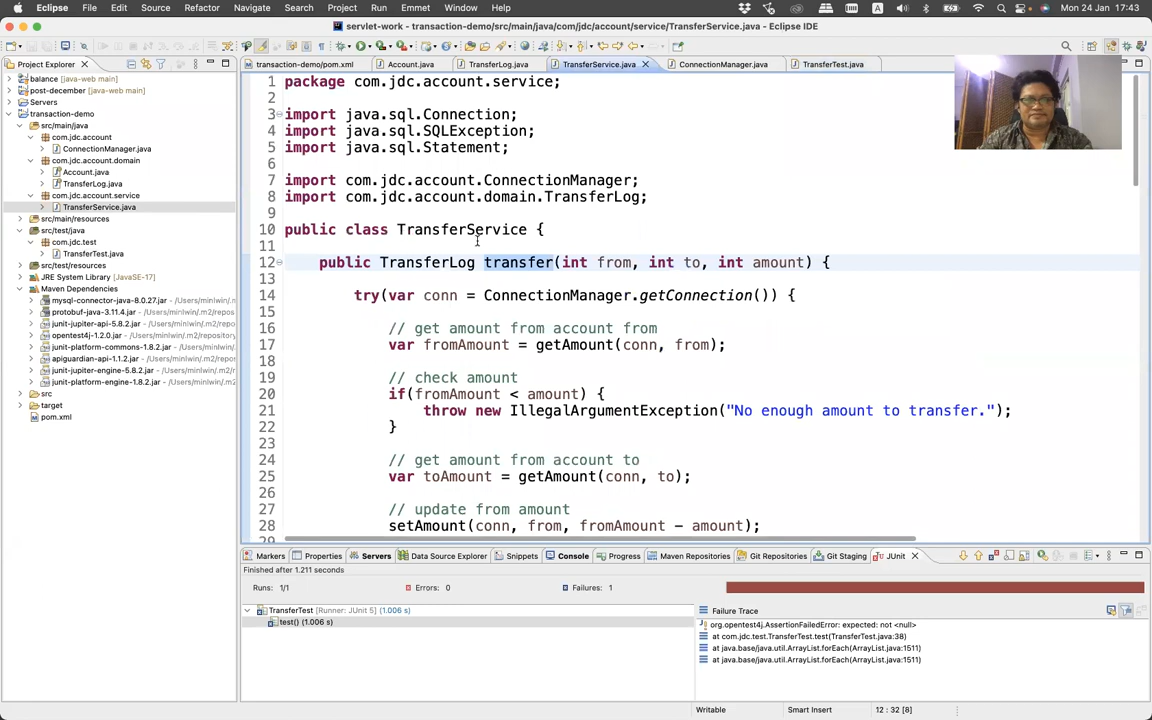 Eclipse File Edit Source Refactor Navigate Search Project Run EMMet Window Help A Mon 24 Jan 17:43
servlet-work - transaction-demo/src/main/java/com/jdc/account/service/TransferService.java - Eclipse IDE
Project Explorer
transaction-demo/pom.xml Account.java TransferLog.java TransferService.java ConnectionManager.java TransferTest.java
balance (java-web main)
post-december (java-web main)
Servers
transaction-demo
src/main/java
com.jdc.account
ConnectionManager.java
com.jdc.account.domain
Account.java
TransferLog.java
com.jdc.account.service
TransferService.java
src/main/resources
src/test/java
com.jdc.test
TransferTest.java
src/test/resources
JRE System Library [JavaSE-17]
Maven Dependencies
mysql-connector-java-8.0.27.jar - /Users/minlwin/.m2/
protobuf-java-3.11.4.jar - /Users/minlwin/.m2/repos
junit-jupiter-api-5.8.2.jar - /Users/minlwin/.m2/rep
opentest4j-1.2.0.jar - /Users/minlwin/.m2/repository
junit-platform-commons-1.8.2.jar - /Users/minlwin/.
apiguardian-api-1.1.2.jar - /Users/minlwin/.m2/repo
junit-jupiter-engine-5.8.2.jar - /Users/minlwin/.m2/
junit-platform-engine-1.8.2.jar - /Users/minlwin/.m2
src
target
pom.xml
1 package com.jdc.account.service;
2
3 import java.sql.Connection;
4 import java.sql.SQLException;
5 import java.sql.Statement;
6
7 import com.jdc.account.ConnectionManager;
8 import com.jdc.account.domain.TransferLog;
9
10 public class TransferService {
11
12 public TransferLog transfer(int from, int to, int amount) {
13
14 try(var conn = ConnectionManager.getConnection()) {
15
16 // get amount from account from
17 var fromAmount = getAmount(conn, from);
18
19 // check amount
20 if(fromAmount < amount) {
21 throw new IllegalArgumentException("No enough amount to transfer.");
22 }
23
24 // get amount from account to
25 var toAmount = getAmount(conn, to);
26
27 // update from amount
28 setAmount(conn, from, fromAmount - amount);
29
Markers Properties Servers Data Source Explorer Snippets Console Progress Maven Repositories Git Repositories Git Staging JUnit
Finished after 1.211 seconds
Runs: 1/1 Errors: 0 Failures: 1
TransferTest [Runner: JUnit 5] (1.006 s)
test() (1.006 s)
Failure Trace
org.opentest4j.AssertionFailedError: expected: not <null>
at com.jdc.test.TransferTest.test(TransferTest.java:38)
at java.base/java.util.ArrayList.forEach(ArrayList.java:1511)
at java.base/java.util.ArrayList.forEach(ArrayList.java:1511)
Writable Smart Insert 12 : 32 [8]